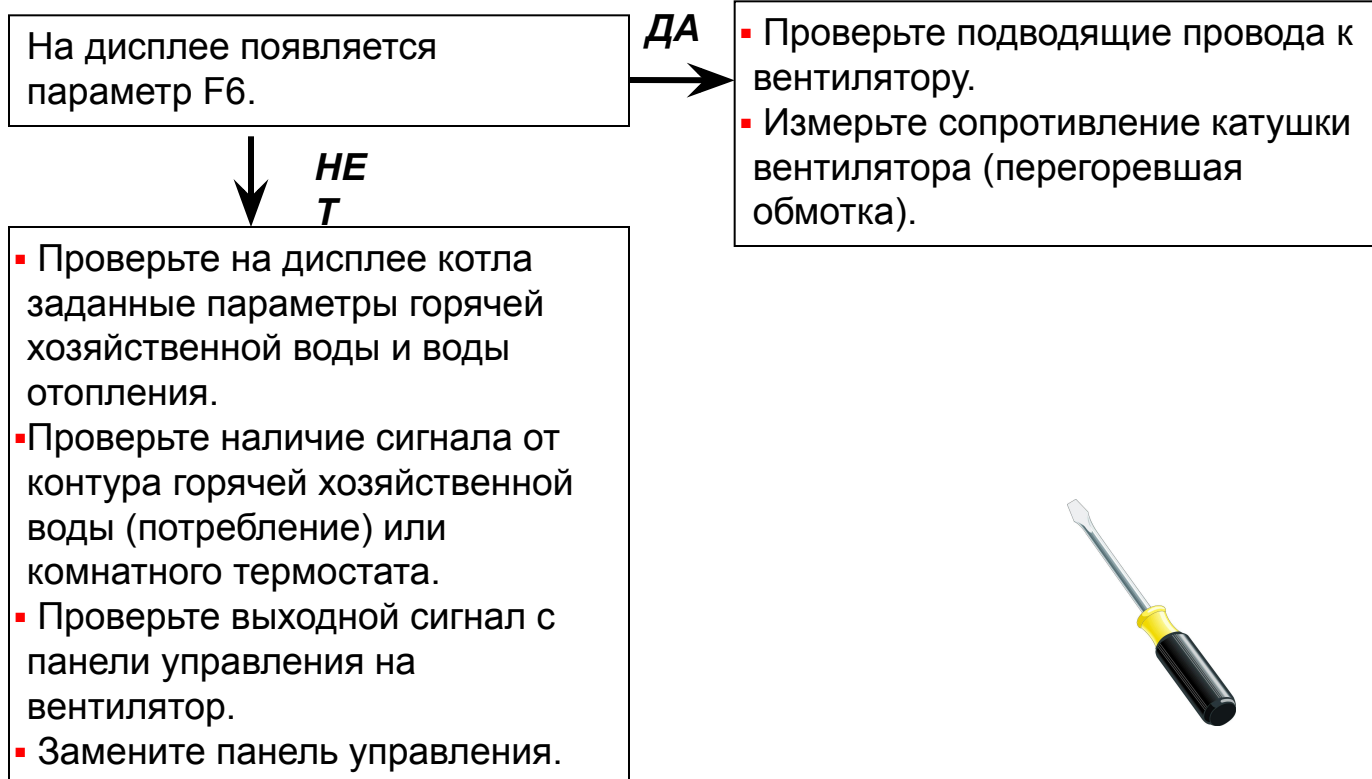 На дисплее появляется
параметр F6.
ДА
▪ Проверьте подводящие провода к
вентилятору.
▪ Измерьте сопротивление катушки
вентилятора (перегоревшая
обмотка).
НЕ
Т
▪ Проверьте на дисплее котла
заданные параметры горячей
хозяйственной воды и воды
отопления.
▪Проверьте наличие сигнала от
контура горячей хозяйственной
воды (потребление) или
комнатного термостата.
▪ Проверьте выходной сигнал с
панели управления на
вентилятор.
▪ Замените панель управления.